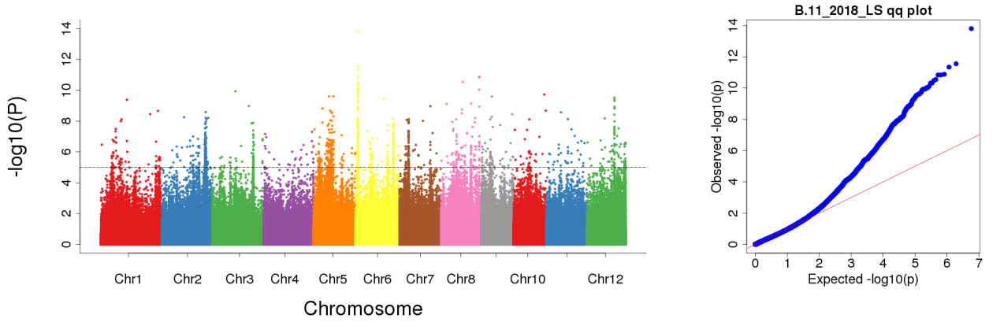 -log10(P)
14
12
10
8
6
4
2
0
Chr1 Chr2 Chr3 Chr4 Chr5 Chr6 Chr7 Chr8 Chr10 Chr12
Chromosome
B.11_2018_LS qq plot
Observed -log10(p)
14
12
10
8
6
4
2
0
0 1 2 3 4 5 6 7
Expected -log10(p)